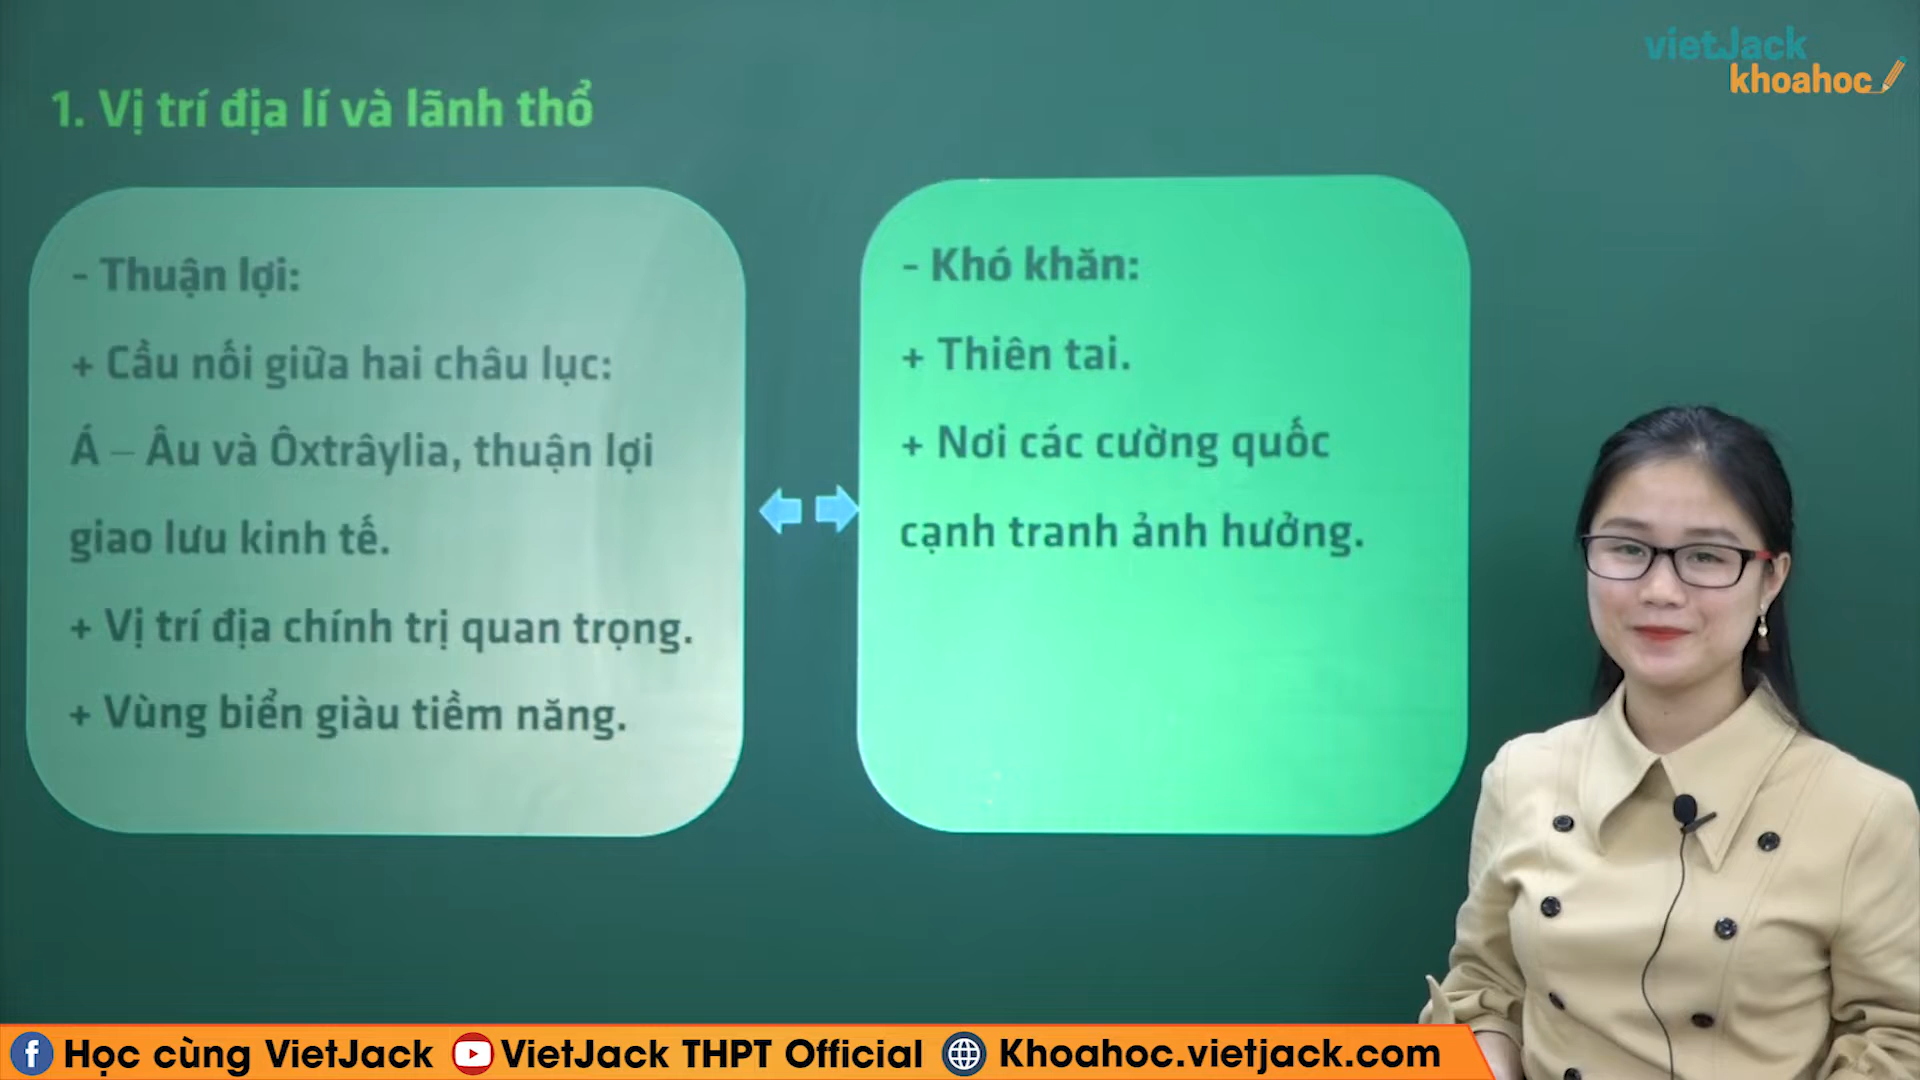 vietJack
khoahoc
1. Vị trí địa lí và lãnh thổ
- Thuận lợi:
+ Cầu nối giữa hai châu lục:
Á – Âu và Ôxtrâylia, thuận lợi
giao lưu kinh tế.
+ Vị trí địa chính trị quan trọng.
+ Vùng biển giàu tiềm năng.
- Khó khăn:
+ Thiên tai.
+ Nơi các cường quốc
cạnh tranh ảnh hưởng.
Học cùng VietJack
VietJack THPT Official
Khoahoc.vietjack.com